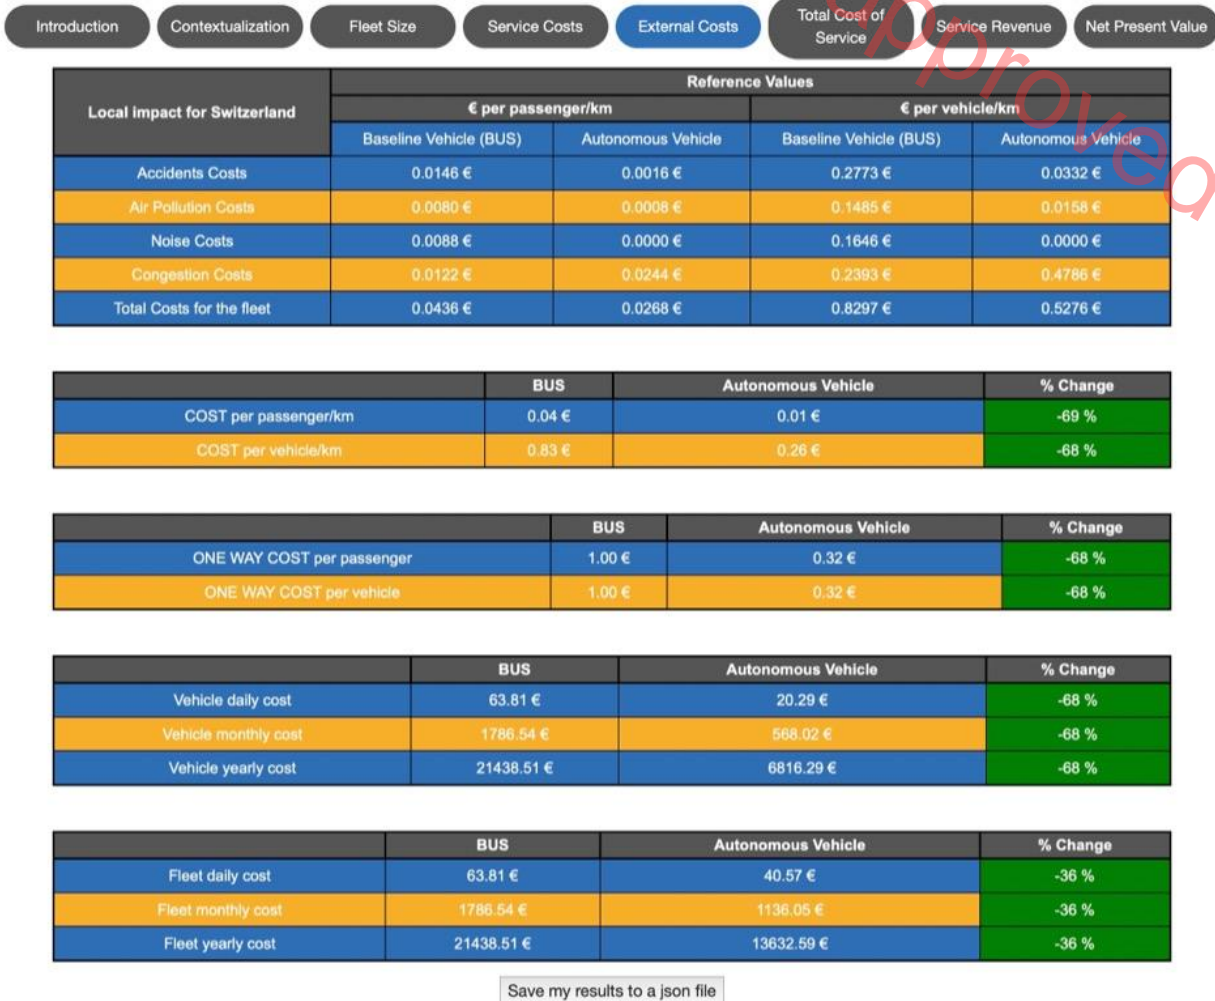 Introduction Contextualization Fleet Size Service Costs External Costs Total Cost of Service Service Revenue Net Present Value
approved
Local impact for Switzerland Reference Values
€ per passenger/km € per vehicle/km
Baseline Vehicle (BUS) Autonomous Vehicle Baseline Vehicle (BUS) Autonomous Vehicle
Accidents Costs 0.0146 € 0.0016 € 0.2773 € 0.0332 €
Air Pollution Costs 0.0080 € 0.0008 € 0.1485 € 0.0158 €
Noise Costs 0.0088 € 0.0000 € 0.1646 € 0.0000 €
Congestion Costs 0.0122 € 0.0244 € 0.2393 € 0.4786 €
Total Costs for the fleet 0.0436 € 0.0268 € 0.8297 € 0.5276 €
BUS Autonomous Vehicle % Change
COST per passenger/km 0.04 € 0.01 € -69 %
COST per vehicle/km 0.83 € 0.26 € -68 %
BUS Autonomous Vehicle % Change
ONE WAY COST per passenger 1.00 € 0.32 € -68 %
ONE WAY COST per vehicle 1.00 € 0.32 € -68 %
BUS Autonomous Vehicle % Change
Vehicle daily cost 63.81 € 20.29 € -68 %
Vehicle monthly cost 1786.54 € 568.02 € -68 %
Vehicle yearly cost 21438.51 € 6816.29 € -68 %
BUS Autonomous Vehicle % Change
Fleet daily cost 63.81 € 40.57 € -36 %
Fleet monthly cost 1786.54 € 1136.05 € -36 %
Fleet yearly cost 21438.51 € 13632.59 € -36 %
Save my results to a json file